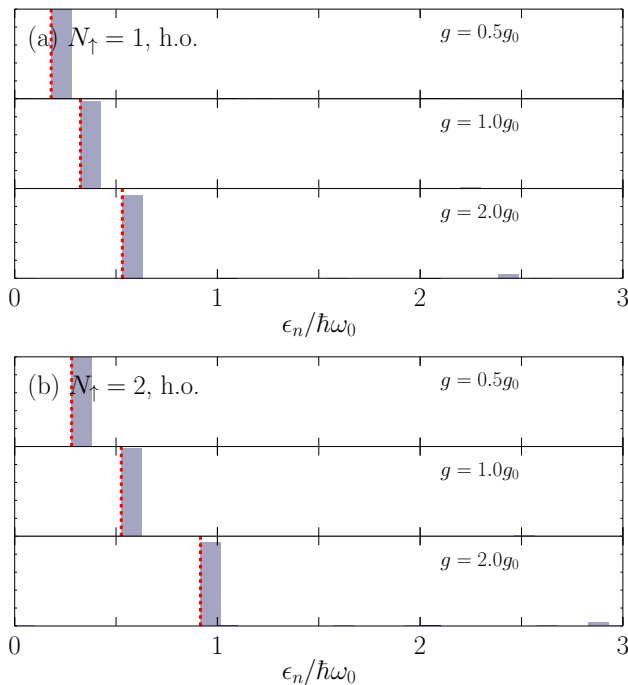 (a) N↑ = 1, h.o.
g = 0.5g₀
g = 1.0g₀
g = 2.0g₀
0 1 2 3
ϵₙ/ℏω₀
(b) N↑ = 2, h.o.
g = 0.5g₀
g = 1.0g₀
g = 2.0g₀
0 1 2 3
ϵₙ/ℏω₀